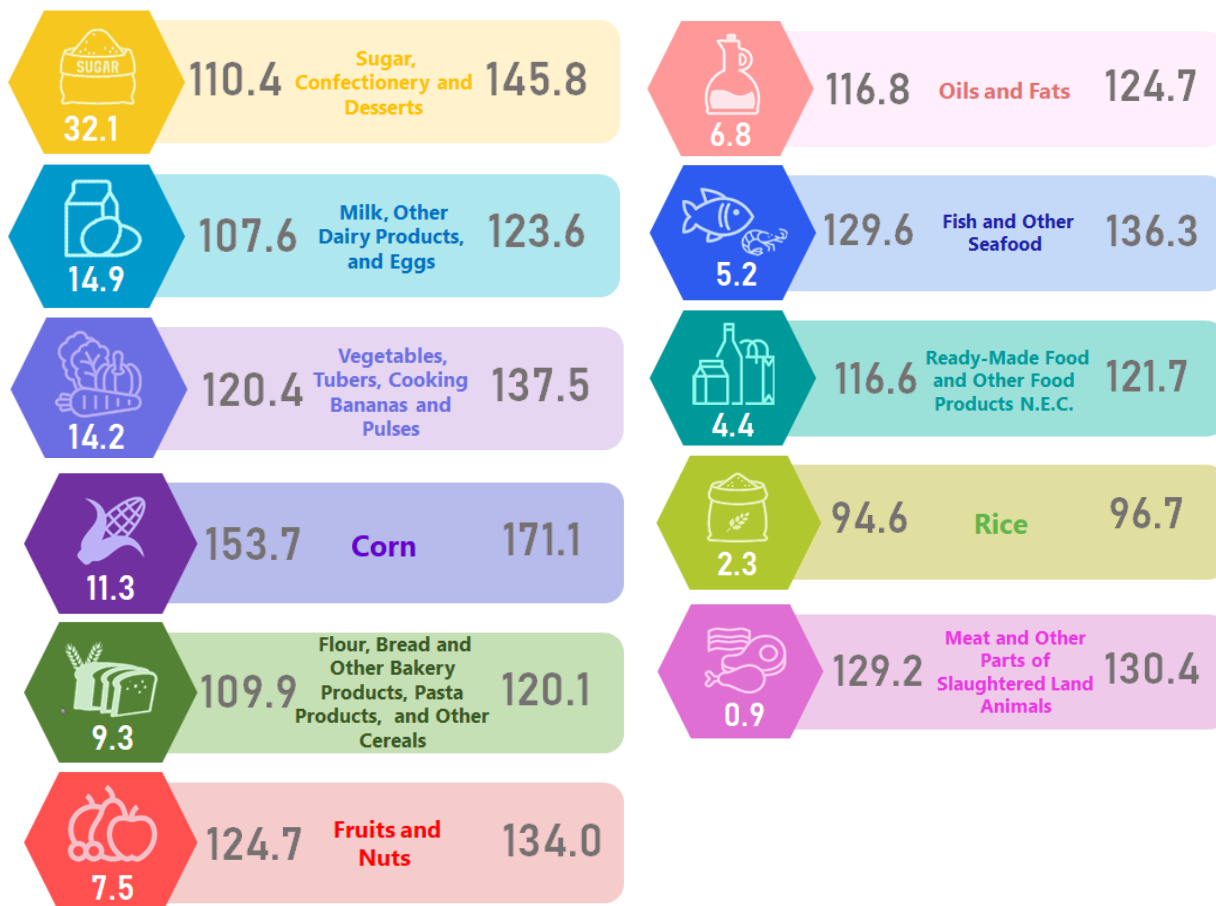 SUGAR
32.1
110.4
Sugar,
Confectionery and
Desserts
145.8
14.9
107.6
Milk, Other
Dairy Products,
and Eggs
123.6
14.2
120.4
Vegetables,
Tubers, Cooking
Bananas and
Pulses
137.5
11.3
153.7
Corn
171.1
9.3
109.9
Flour, Bread and
Other Bakery
Products, Pasta
Products, and Other
Cereals
120.1
7.5
124.7
Fruits and
Nuts
134.0
6.8
116.8
Oils and Fats
124.7
5.2
129.6
Fish and Other
Seafood
136.3
4.4
116.6
Ready-Made Food
and Other Food
Products N.E.C.
121.7
2.3
94.6
Rice
96.7
0.9
129.2
Meat and Other
Parts of
Slaughtered Land
Animals
130.4